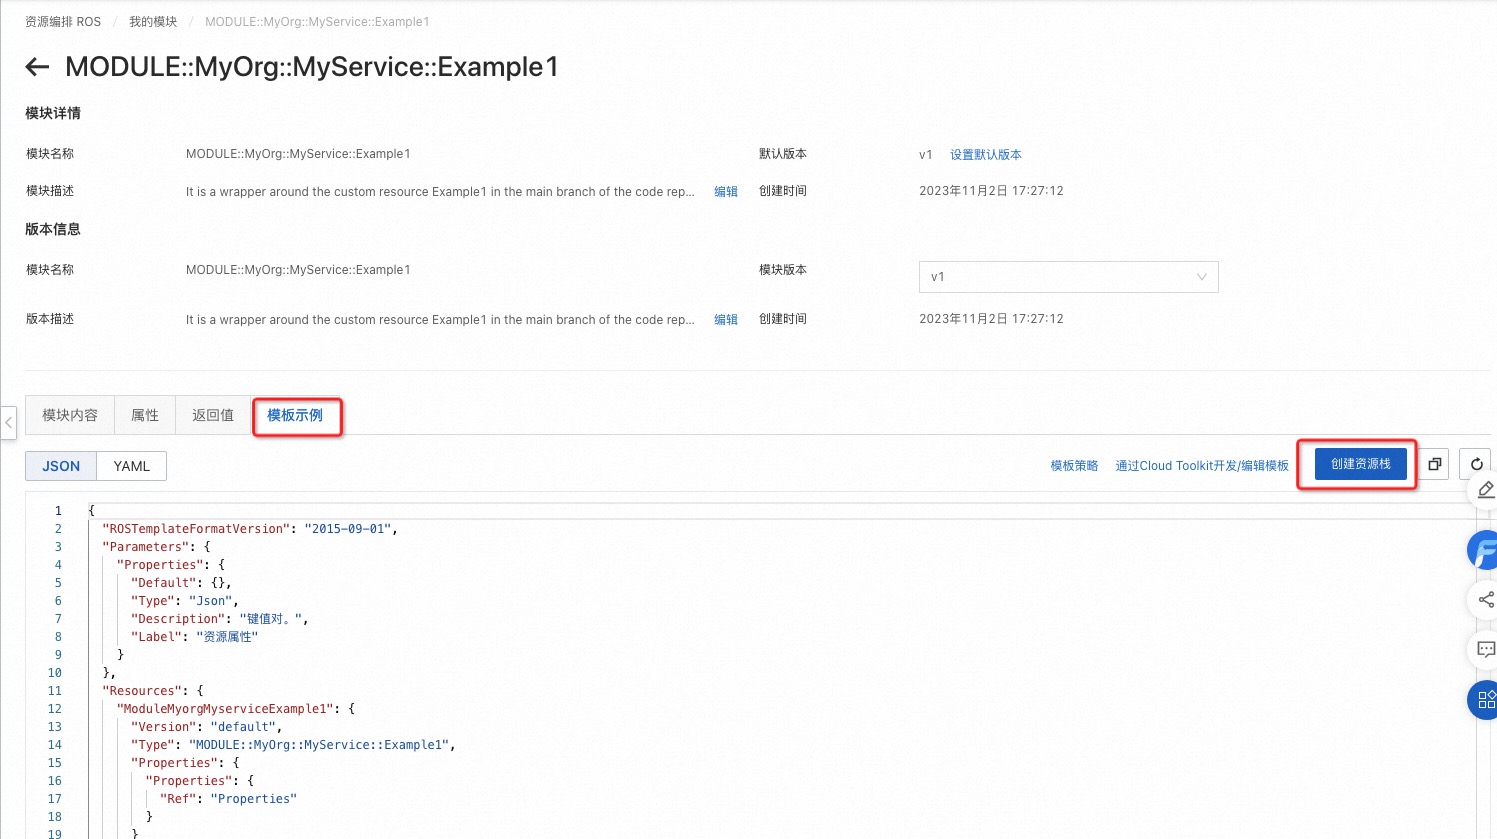 资源编排 ROS / 我的模块 / MODULE::MyOrg::MyService::Example1
MODULE::MyOrg::MyService::Example1
模块详情
模块名称 MODULE::MyOrg::MyService::Example1 默认版本 v1 设置默认版本
模块描述 It is a wrapper around the custom resource Example1 in the main branch of the code rep... 编辑 创建时间 2023年11月2日 17:27:12
版本信息
模块名称 MODULE::MyOrg::MyService::Example1 模块版本 v1
版本描述 It is a wrapper around the custom resource Example1 in the main branch of the code rep... 编辑 创建时间 2023年11月2日 17:27:12
模块内容 属性 返回值 模板示例
JSON YAML 模板策略 通过Cloud Toolkit开发/编辑模板 创建资源栈
1 {
2 "ROSTemplateFormatVersion": "2015-09-01",
3 "Parameters": {
4 "Properties": {
5 "Default": {},
6 "Type": "Json",
7 "Description": "键值对。",
8 "Label": "资源属性"
9 }
10 },
11 "Resources": {
12 "ModuleMyorgMyserviceExample1": {
13 "Version": "default",
14 "Type": "MODULE::MyOrg::MyService::Example1",
15 "Properties": {
16 "Properties": {
17 "Ref": "Properties"
18 }
19 }